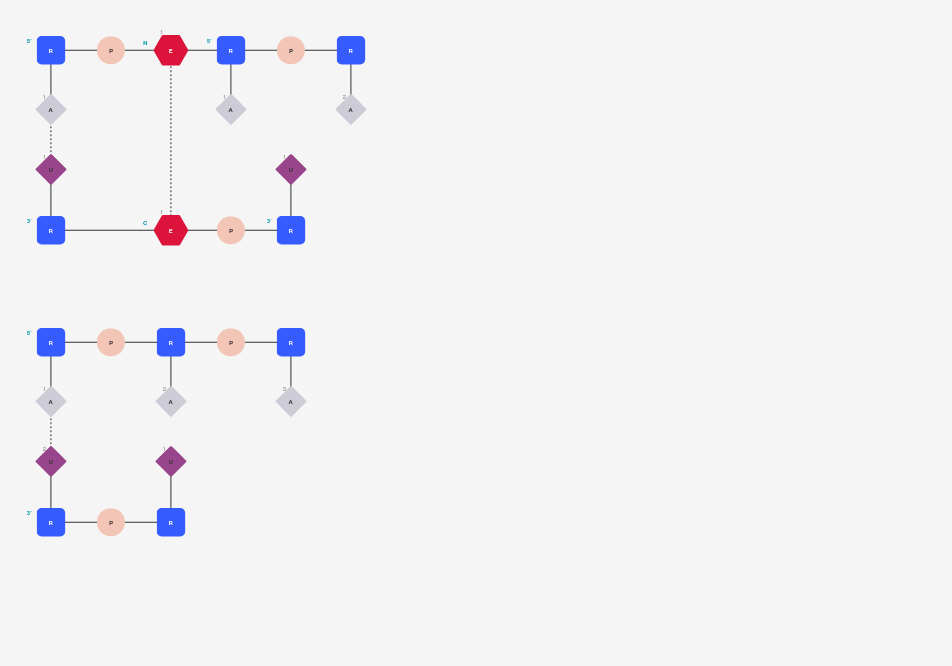 1
5' R P N E 5' R P R
1 A 1 A 2 A
1 U 1 U
1
3' R C E P 3' R
5' R P R P R
1 A 2 A 3 A
2 U 1 U
3' R P R